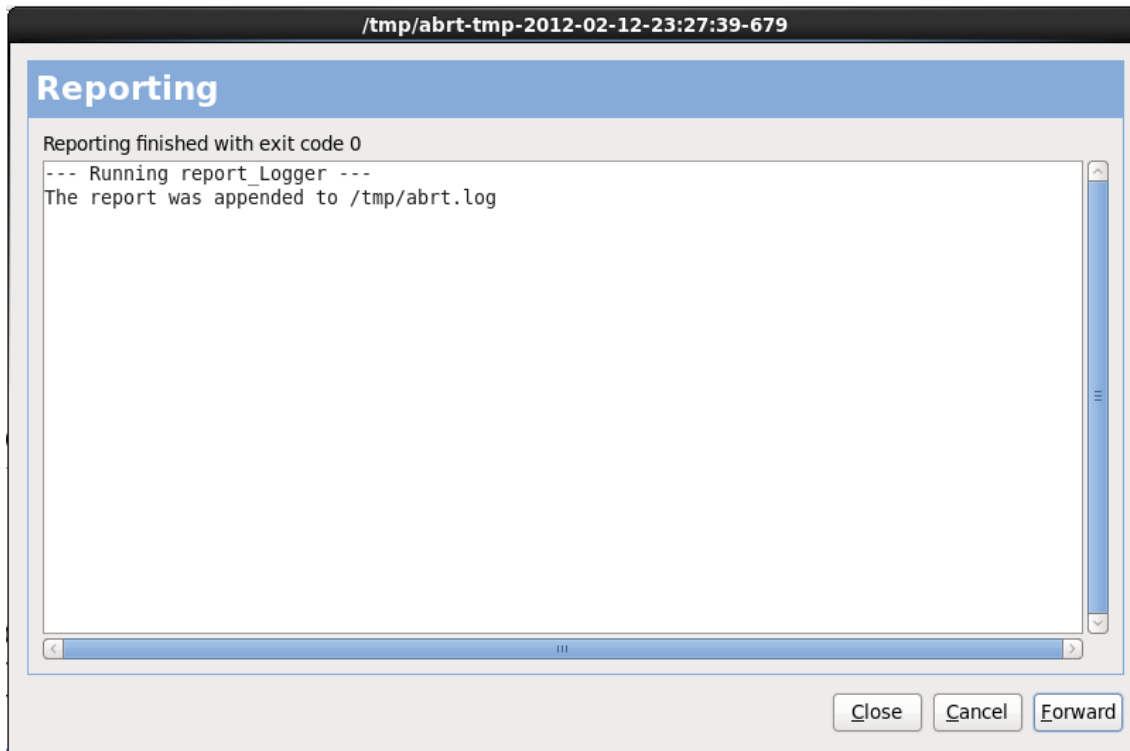 /tmp/abrt-tmp-2012-02-12-23:27:39-679
Reporting
Reporting finished with exit code 0
--- Running report_Logger ---
The report was appended to /tmp/abrt.log
Close Cancel Forward